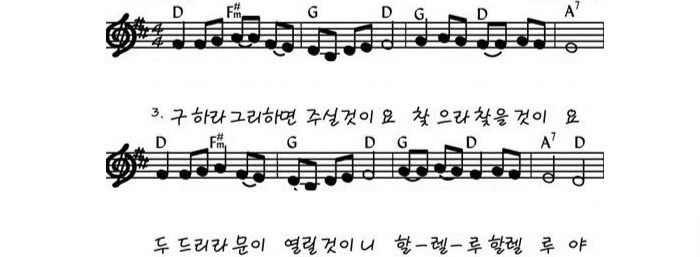 D F#m G D G D A7
3. 구하라그리하면 주실것이요 찾으라찾을것이 요
D F#m G D G D A7 D
두드리라문이 열릴것이니 할-렐-루할렐 루야